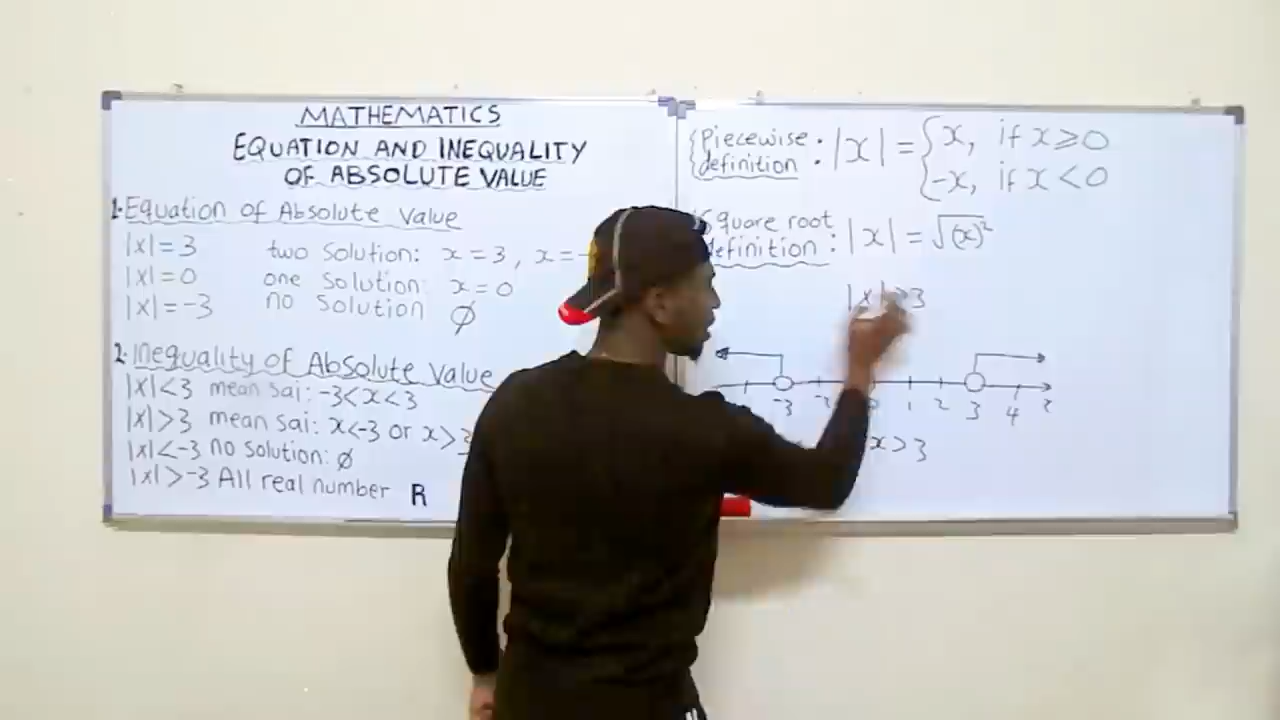 MATHEMATICS
EQUATION AND INEQUALITY
OF ABSOLUTE VALUE
1. Equation of Absolute Value
|x|=3 two solution: x=3, x=-
|x|=0 one solution: x=0
|x|=-3 no solution ∅
2. Inequality of Absolute Value
|x|<3 mean sai: -3<x<3
|x|>3 mean sai: x<-3 or x>3
|x|<-3 no solution: ∅
|x|>-3 All real number R
Piecewise definition: |x| = { x, if x⩾0
-x, if x<0
Square root
definition: |x| = √(x)²
|x|>3
-3 -2 0 1 2 3 4
x>3